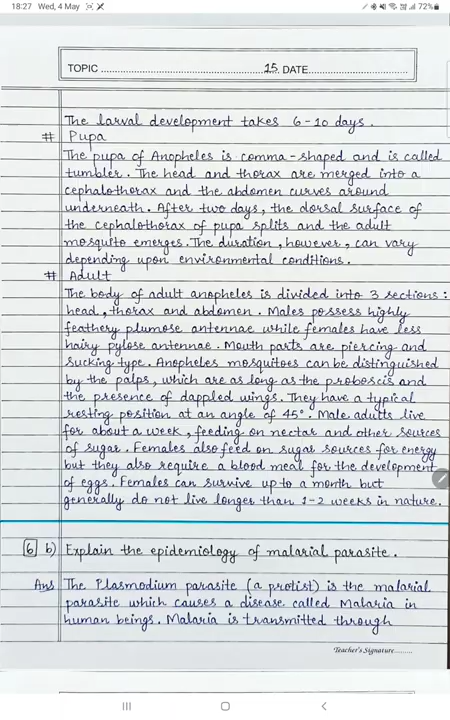 18:27 Wed, 4 May
72%
TOPIC 15 DATE
The larval development takes 6-10 days.
# Pupa
The pupa of Anopheles is comma-shaped and is called
tumbler. The head and thorax are merged into a
cephalothorax and the abdomen curves around
underneath. After two days, the dorsal surface of
the cephalothorax of pupa splits and the adult
mosquito emerges. The duration, however, can vary
depending upon environmental conditions.
# Adult
The body of adult anopheles is divided into 3 sections:
head, thorax and abdomen. Males possess highly
feathery plumose antennae while females have less
hairy pylose antennae. Mouth parts are piercing and
sucking type. Anopheles mosquitoes can be distinguished
by the palps, which are as long as the proboscis and
the presence of dappled wings. They have a typical
resting position at an angle of 45°. Male adults live
for about a week, feeding on nectar and other sources
of sugar. Females also feed on sugar sources for energy
but they also require a blood meal for the development
of eggs. Females can survive up to a month but
generally do not live longer than 1-2 weeks in nature.
6 b) Explain the epidemiology of malarial parasite.
Ans The Plasmodium parasite (a protist) is the malarial
parasite which causes a disease called Malaria in
human beings. Malaria is transmitted through
Teacher's Signature